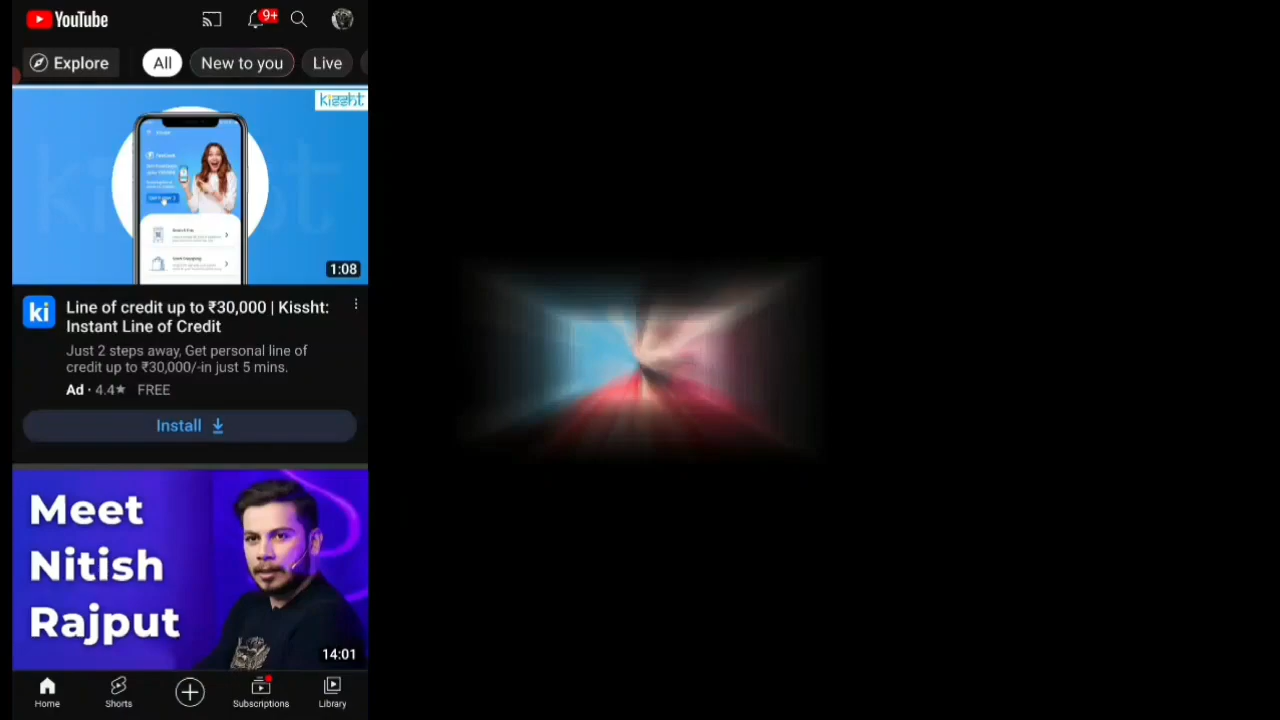 YouTube
9+
Explore
All
New to you
Live
kissht
1:08
ki
Line of credit up to ₹30,000 | Kissht:
Instant Line of Credit
Just 2 steps away, Get personal line of
credit up to ₹30,000/-in just 5 mins.
Ad · 4.4★ FREE
Install
Meet
Nitish
Rajput
14:01
Home
Shorts
Subscriptions
Library